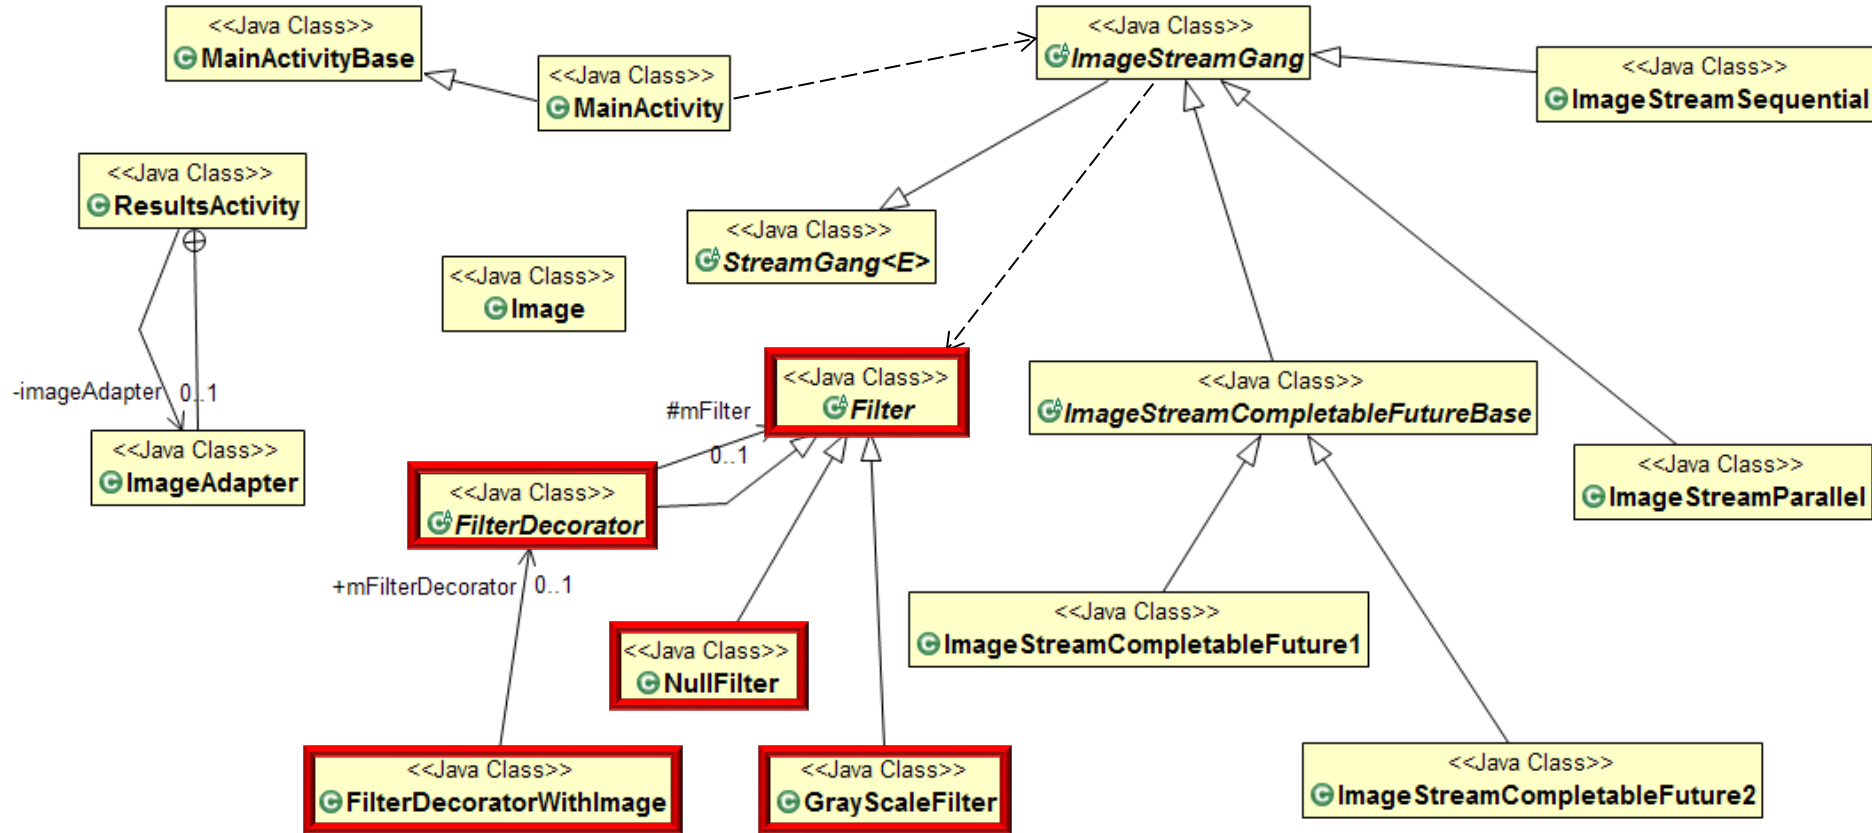 <<Java Class>>
MainActivityBase
<<Java Class>>
MainActivity
<<Java Class>>
ImageStreamGang
<<Java Class>>
ImageStreamSequential
<<Java Class>>
ResultsActivity
<<Java Class>>
StreamGang<E>
<<Java Class>>
Image
<<Java Class>>
Filter
<<Java Class>>
ImageStreamCompletableFutureBase
-imageAdapter
0..1
#mFilter
0..1
<<Java Class>>
ImageAdapter
<<Java Class>>
FilterDecorator
<<Java Class>>
ImageStreamParallel
+mFilterDecorator
0..1
<<Java Class>>
ImageStreamCompletableFuture1
<<Java Class>>
NullFilter
<<Java Class>>
FilterDecoratorWithImage
<<Java Class>>
GrayScaleFilter
<<Java Class>>
ImageStreamCompletableFuture2